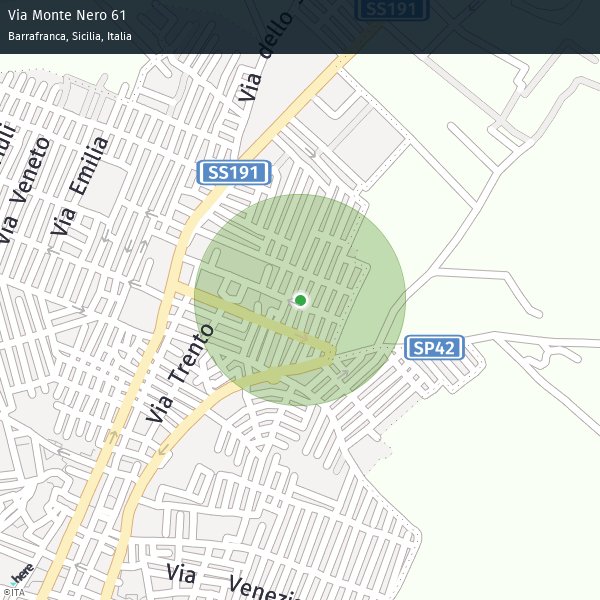 Via Monte Nero 61
Barrafranca, Sicilia, Italia
SS191
Via dello
Via Veneto
Via Emilia
SS191
Via Trento
SP42
Via Venezia
here
©ITA